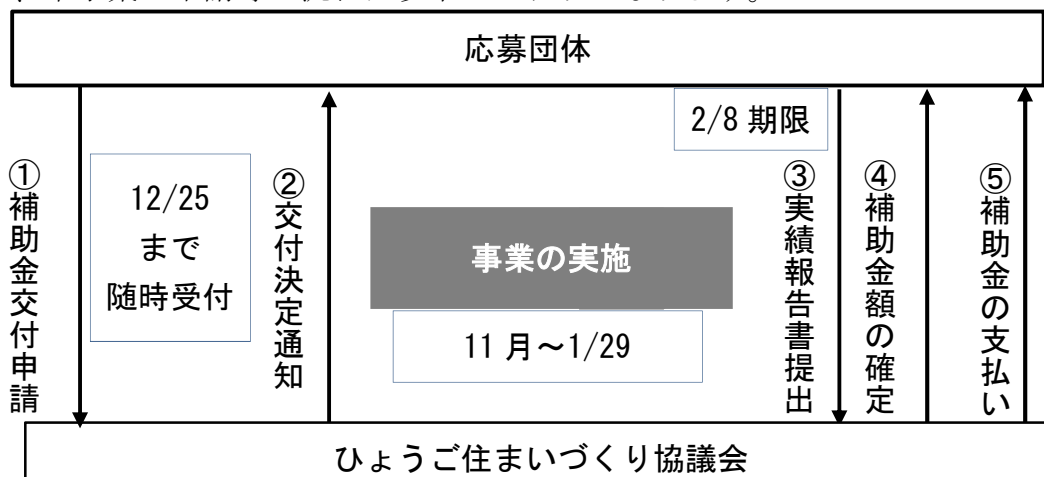 応募団体
①補助金交付申請
12/25
まで
随時受付
②交付決定通知
事業の実施
11 月～1/29
2/8 期限
③実績報告書提出
④補助金額の確定
⑤補助金の支払い
ひょうご住まいづくり協議会